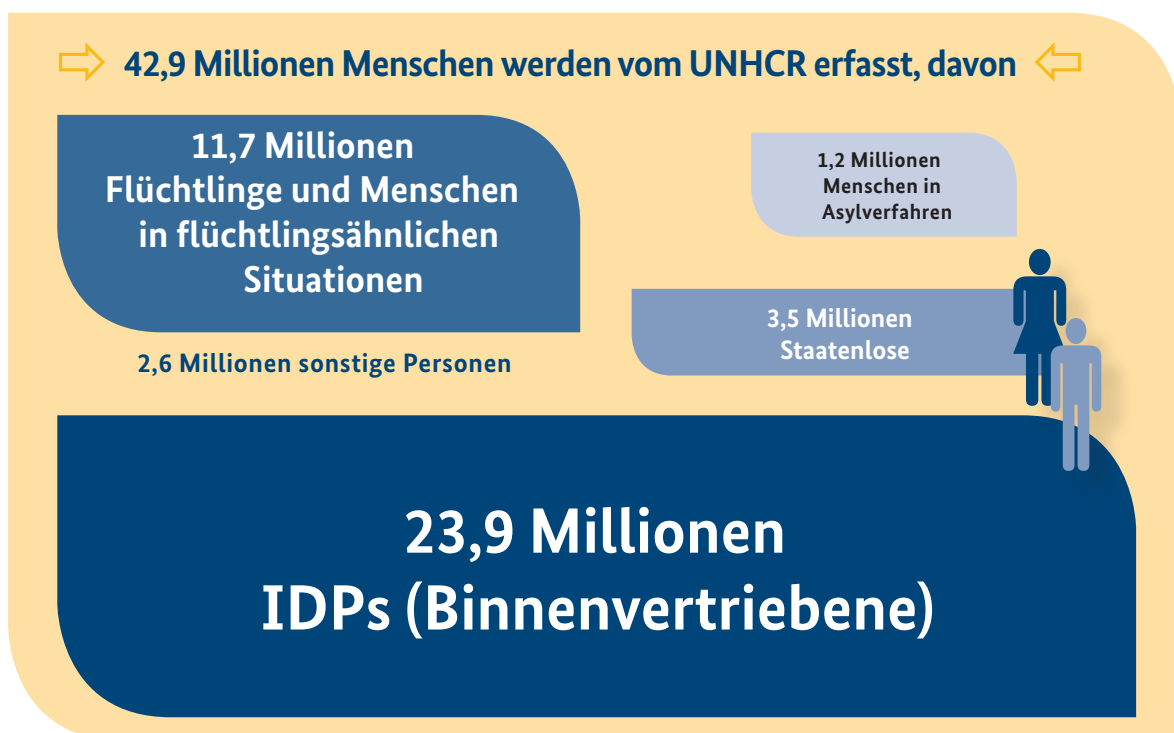 42,9 Millionen Menschen werden vom UNHCR erfasst, davon
11,7 Millionen
Flüchtlinge und Menschen
in flüchtlingsähnlichen
Situationen
1,2 Millionen
Menschen in
Asylverfahren
3,5 Millionen
Staatenlose
2,6 Millionen sonstige Personen
23,9 Millionen
IDPs (Binnenvertriebene)